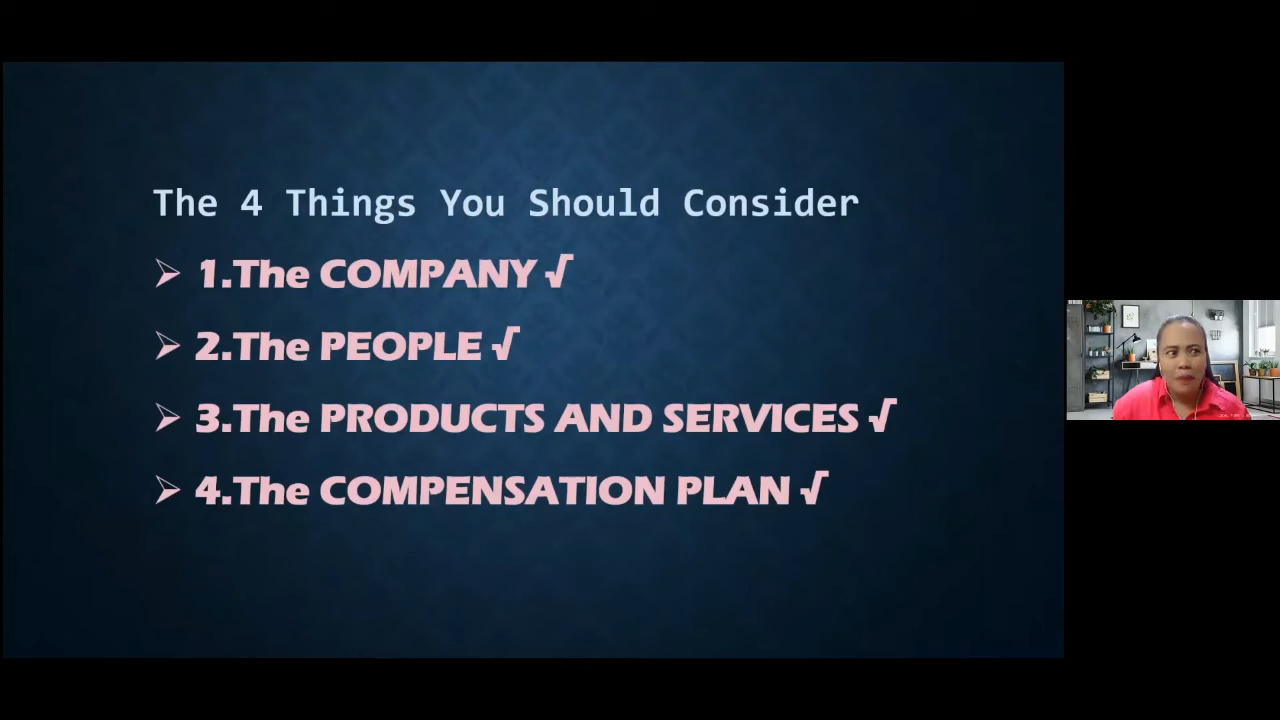 The 4 Things You Should Consider
➢ 1.The COMPANY √
➢ 2.The PEOPLE √
➢ 3.The PRODUCTS AND SERVICES √
➢ 4.The COMPENSATION PLAN √